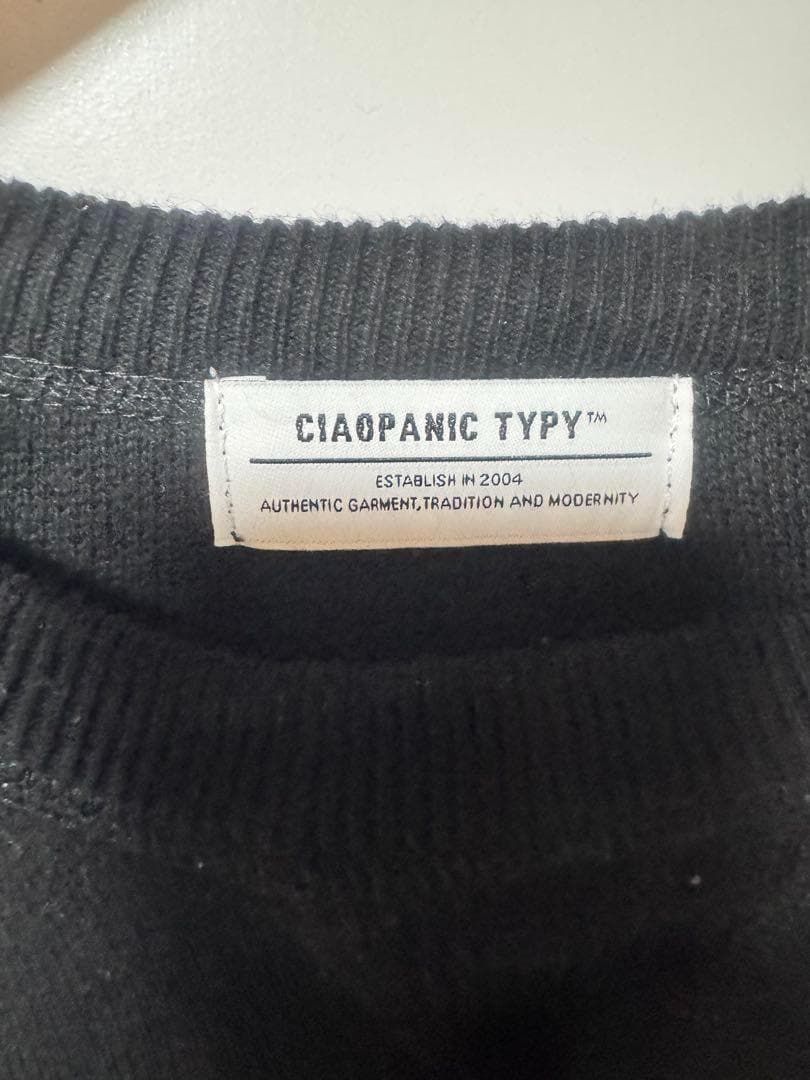 CIAOPANIC TYPY™
ESTABLISH IN 2004
AUTHENTIC GARMENT,TRADITION AND MODERNITY